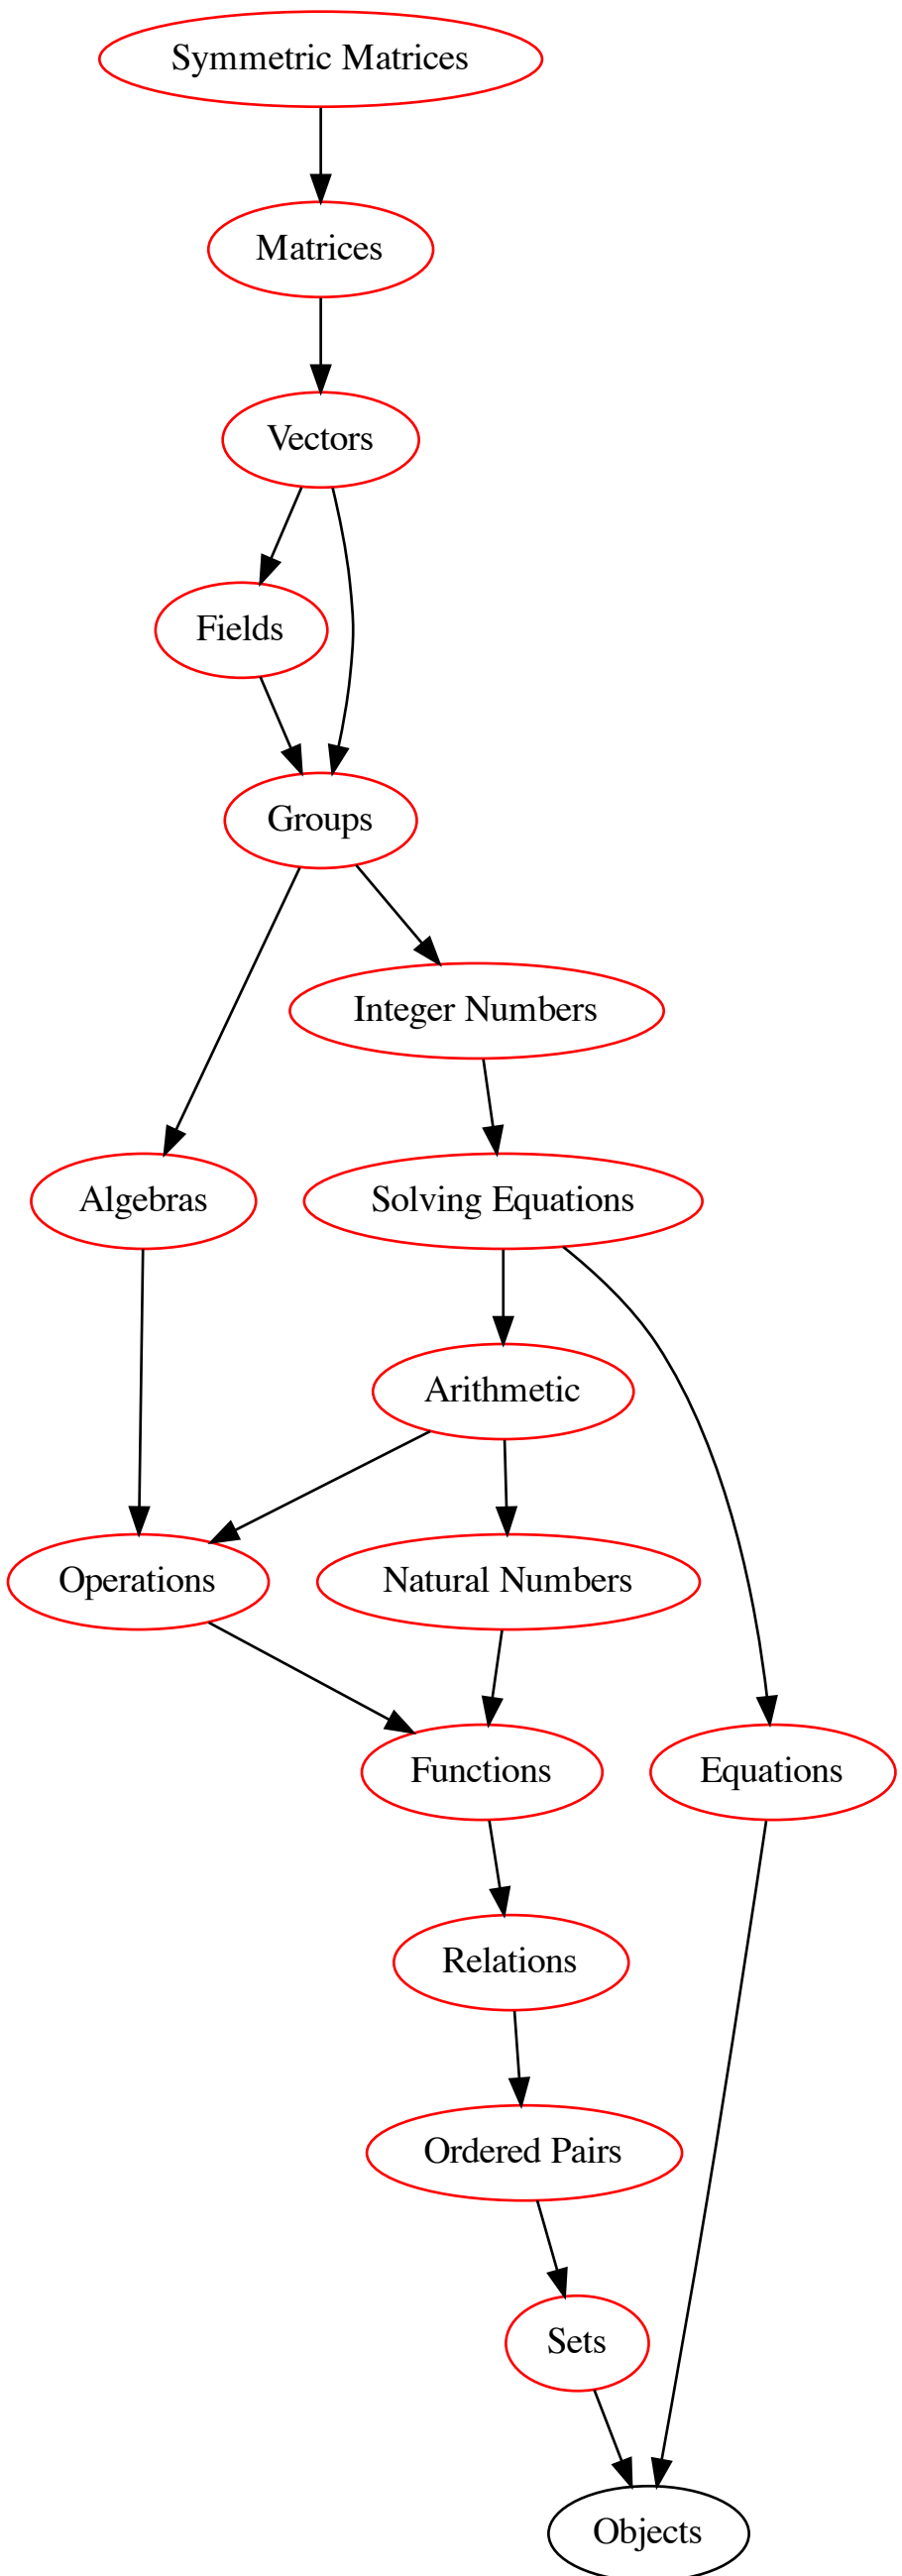 Symmetric Matrices
Matrices
Vectors
Fields
Groups
Integer Numbers
Algebras
Solving Equations
Arithmetic
Operations
Natural Numbers
Functions
Equations
Relations
Ordered Pairs
Sets
Objects